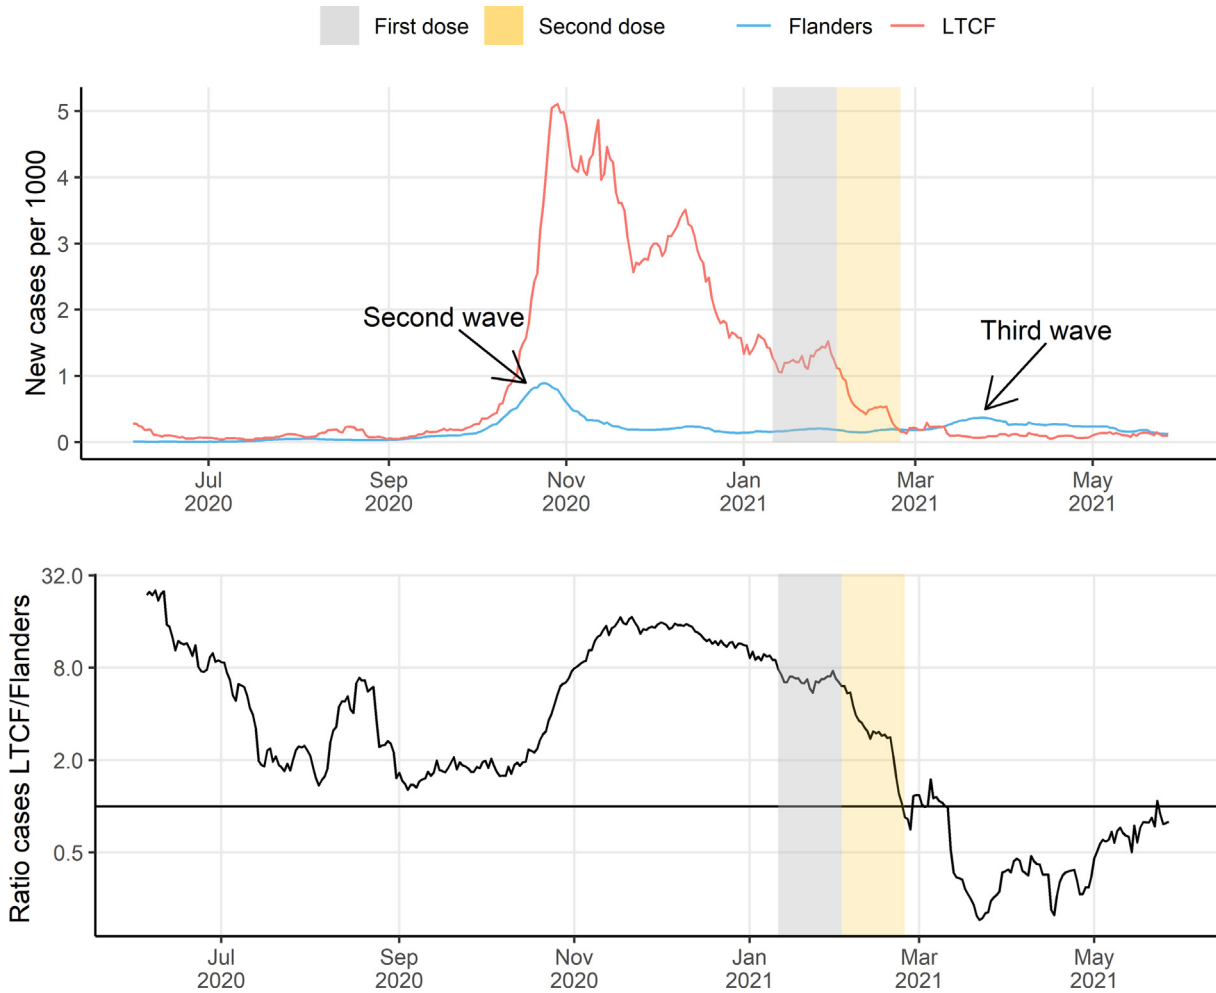 First dose Second dose Flanders LTCF
New cases per 1000
5
4
3
2
1
0
Second wave
Third wave
Jul Sep Nov Jan Mar May
2020 2020 2020 2021 2021 2021
Ratio cases LTCF/Flanders
32.0
8.0
2.0
0.5
Jul Sep Nov Jan Mar May
2020 2020 2020 2021 2021 2021